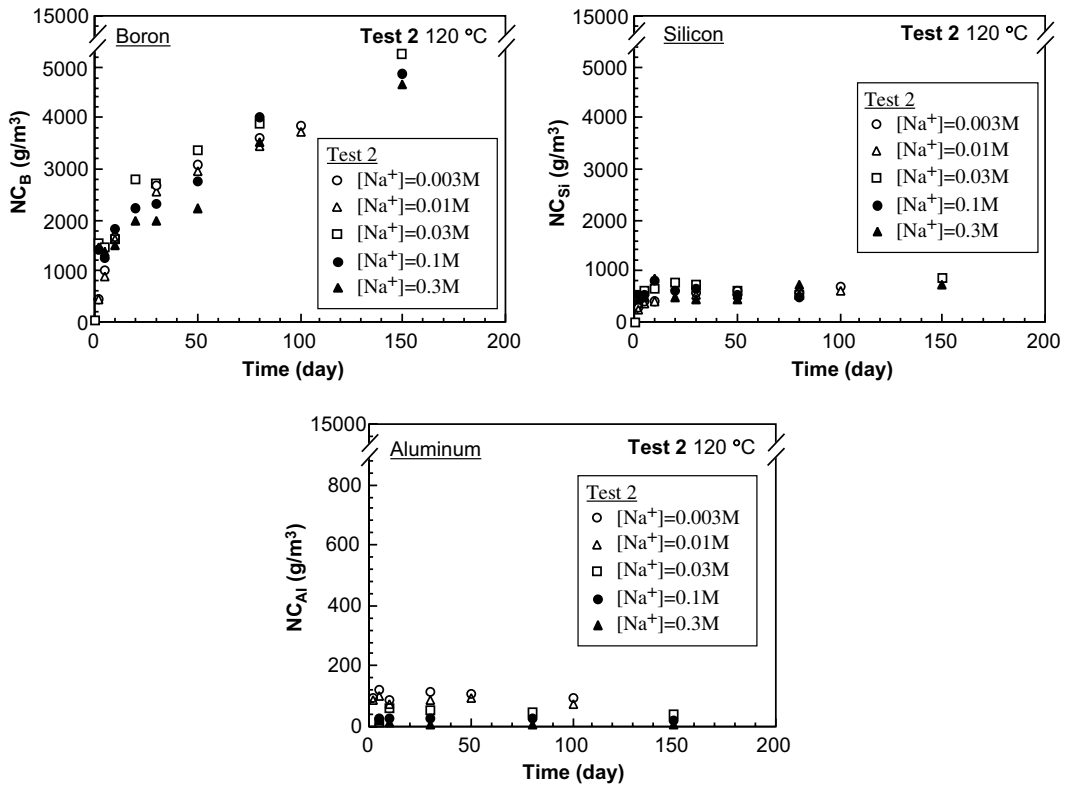 15000
Boron
Test 2 120 °C
5000
4000
3000
2000
1000
0
NC_B (g/m³)
Test 2
[Na⁺]=0.003M
[Na⁺]=0.01M
[Na⁺]=0.03M
[Na⁺]=0.1M
[Na⁺]=0.3M
0 50 100 150 200
Time (day)
15000
Silicon
Test 2 120 °C
5000
4000
3000
2000
1000
0
NC_Si (g/m³)
Test 2
[Na⁺]=0.003M
[Na⁺]=0.01M
[Na⁺]=0.03M
[Na⁺]=0.1M
[Na⁺]=0.3M
0 50 100 150 200
Time (day)
15000
Aluminum
Test 2 120 °C
800
600
400
200
0
NC_Al (g/m³)
Test 2
[Na⁺]=0.003M
[Na⁺]=0.01M
[Na⁺]=0.03M
[Na⁺]=0.1M
[Na⁺]=0.3M
0 50 100 150 200
Time (day)